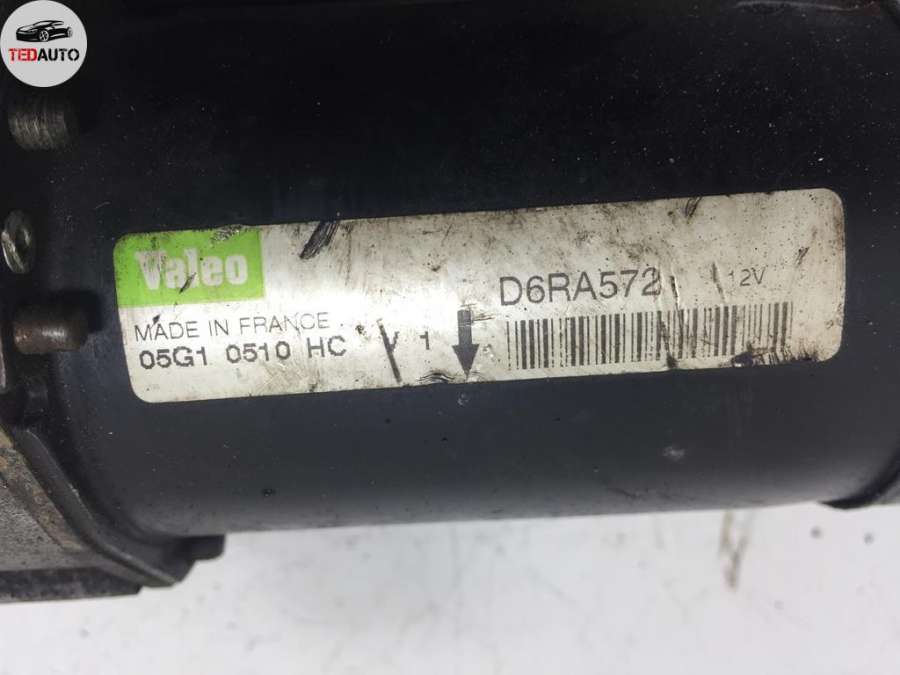 TEDAUTO
Valeo
D6RA572 12V
MADE IN FRANCE
05G1 0510 HC V 1